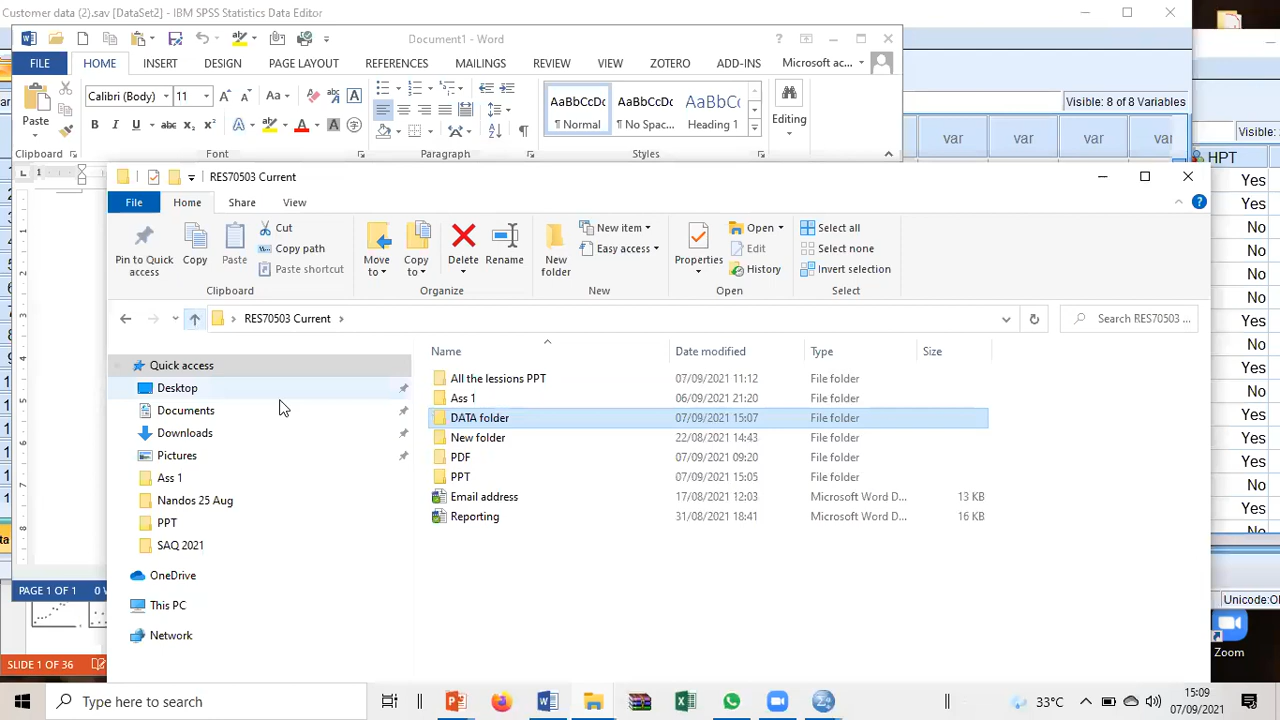 Customer data (2).sav [DataSet2] - IBM SPSS Statistics Data Editor
Document1 - Word
FILE HOME INSERT DESIGN PAGE LAYOUT REFERENCES MAILINGS REVIEW VIEW ZOTERO ADD-INS Microsoft ac...
Calibri (Body) 11
Paste
AaBbCcDc AaBbCcDc AaBbCc
¶ Normal ¶ No Spac... Heading 1
Editing
Clipboard Font Paragraph Styles
of 8 Variables
Visible:
var var var va
HPT
Yes
Yes
No
Yes
No
No
No
Yes
No
Yes
No
Yes
Yes
No
Yes
No
RES70503 Current
File Home Share View
Pin to Quick access
Copy
Paste
Cut
Copy path
Paste shortcut
Move to
Copy to
Delete
Rename
New folder
New item
Easy access
Properties
Open
Edit
History
Select all
Select none
Invert selection
Clipboard Organize New Open Select
RES70503 Current
Search RES70503 ...
Name Date modified Type Size
Quick access
Desktop
Documents
Downloads
Pictures
Ass 1
Nandos 25 Aug
PPT
SAQ 2021
OneDrive
This PC
Network
All the lessions PPT 07/09/2021 11:12 File folder
Ass 1 06/09/2021 21:20 File folder
DATA folder 07/09/2021 15:07 File folder
New folder 22/08/2021 14:43 File folder
PDF 07/09/2021 09:20 File folder
PPT 07/09/2021 15:05 File folder
Email address 17/08/2021 12:03 Microsoft Word D... 13 KB
Reporting 31/08/2021 18:41 Microsoft Word D... 16 KB
PAGE 1 OF 1
SLIDE 1 OF 36
Unicode:O
Zoom
Type here to search
33°C
15:09
07/09/2021